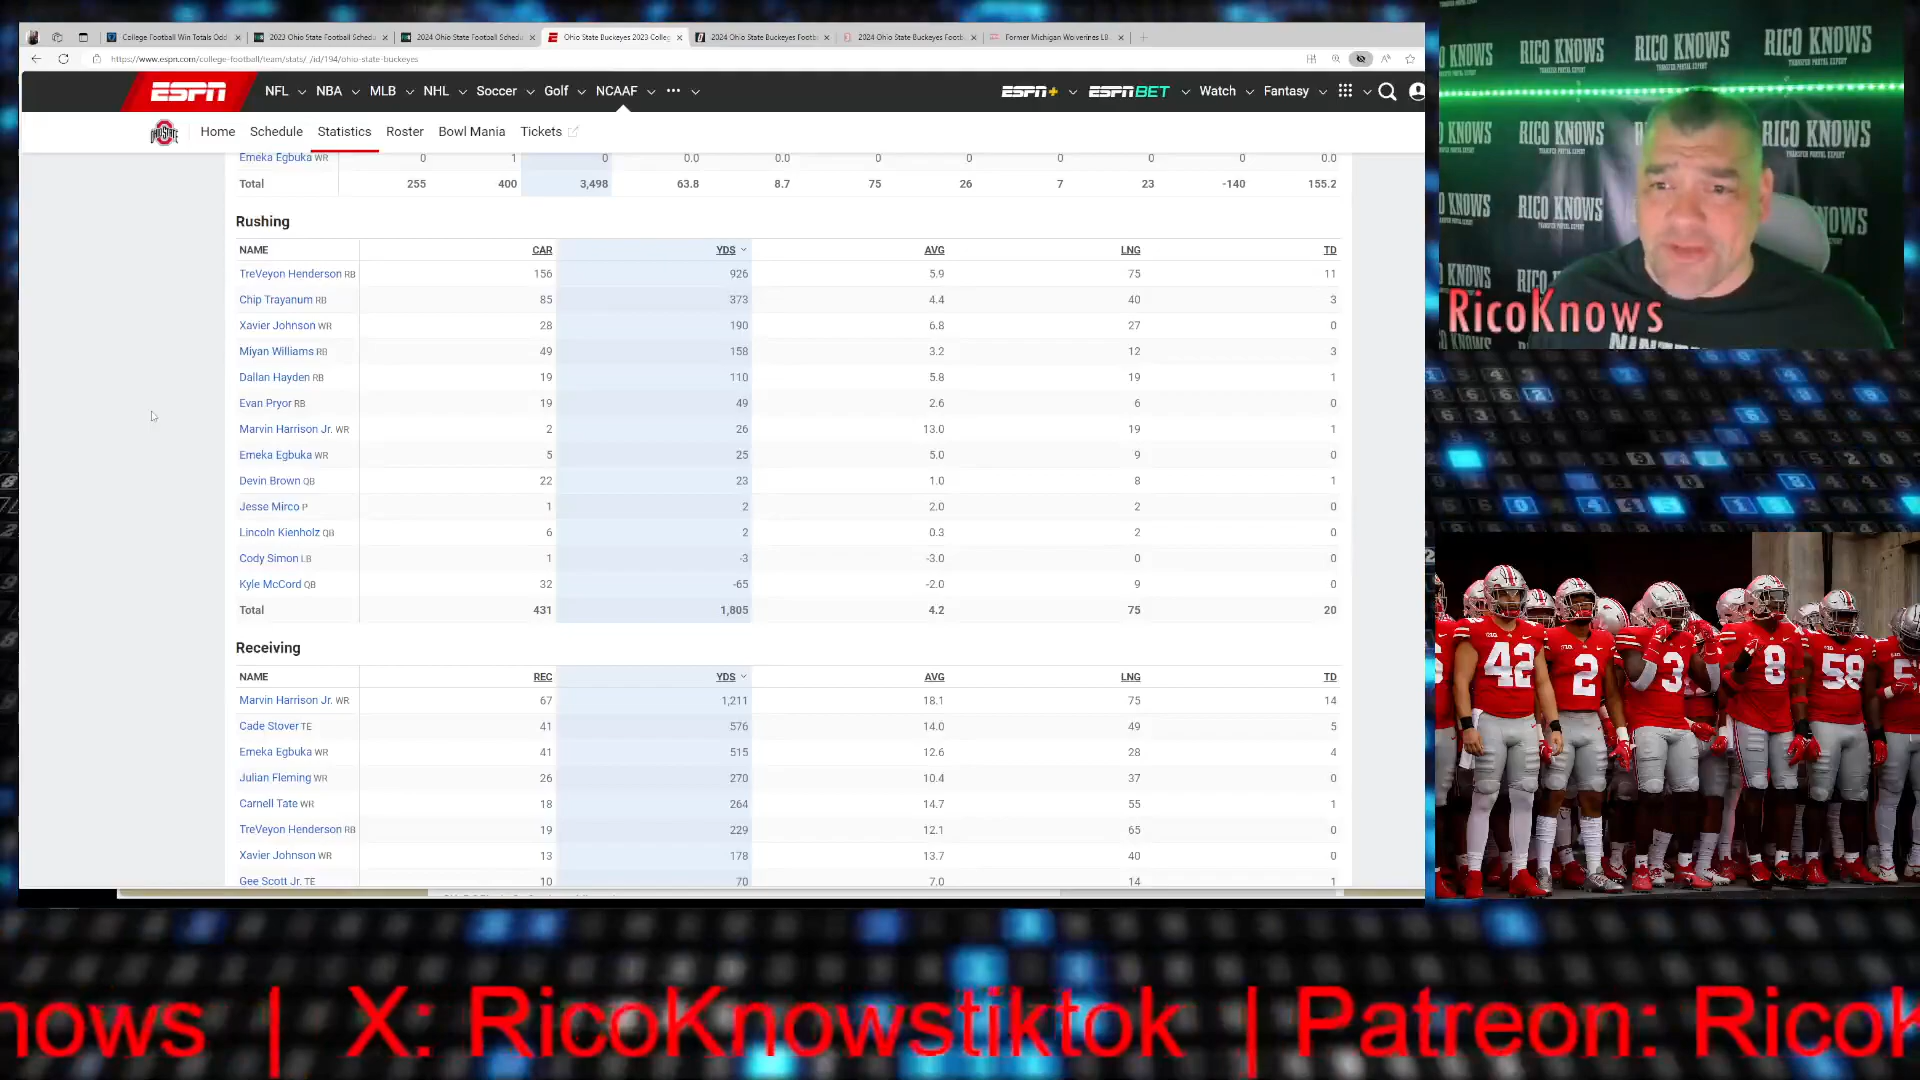 College Football Win Totals Odd
2023 Ohio State Football Schedu
2024 Ohio State Football Schedu
Ohio State Buckeyes 2023 Colleg
2024 Ohio State Buckeyes Footb
2024 Ohio State Buckeyes Footb
Former Michigan Wolverines LB
https://www.espn.com/college-football/team/stats/_/id/194/ohio-state-buckeyes
ESPN NFL NBA MLB NHL Soccer Golf NCAAF ESPN+ ESPNBET Watch Fantasy
OHIO STATE Home Schedule Statistics Roster Bowl Mania Tickets
Emeka Egbuka WR 0 1 0 0.0 0.0 0 0 0 0 0 0.0
Total 255 400 3,498 63.8 8.7 75 26 7 23 -140 155.2
Rushing
NAME CAR YDS AVG LNG TD
TreVeyon Henderson RB 156 926 5.9 75 11
Chip Trayanum RB 85 373 4.4 40 3
Xavier Johnson WR 28 190 6.8 27 0
Miyan Williams RB 49 158 3.2 12 3
Dallan Hayden RB 19 110 5.8 19 1
Evan Pryor RB 19 49 2.6 6 0
Marvin Harrison Jr. WR 2 26 13.0 19 1
Emeka Egbuka WR 5 25 5.0 9 0
Devin Brown QB 22 23 1.0 8 1
Jesse Mirco P 1 2 2.0 2 0
Lincoln Kienholz QB 6 2 0.3 2 0
Cody Simon LB 1 -3 -3.0 0 0
Kyle McCord QB 32 -65 -2.0 9 0
Total 431 1,805 4.2 75 20
Receiving
NAME REC YDS AVG LNG TD
Marvin Harrison Jr. WR 67 1,211 18.1 75 14
Cade Stover TE 41 576 14.0 49 5
Emeka Egbuka WR 41 515 12.6 28 4
Julian Fleming WR 26 270 10.4 37 0
Carnell Tate WR 18 264 14.7 55 1
TreVeyon Henderson RB 19 229 12.1 65 0
Xavier Johnson WR 13 178 13.7 40 0
Gee Scott Jr. TE 10 70 7.0 14 1
RICO KNOWS
TRANSFER PORTAL EXPERT
RicoKnows
42 2 3 8 58
nows | X: RicoKnowstiktok | Patreon: RicoK